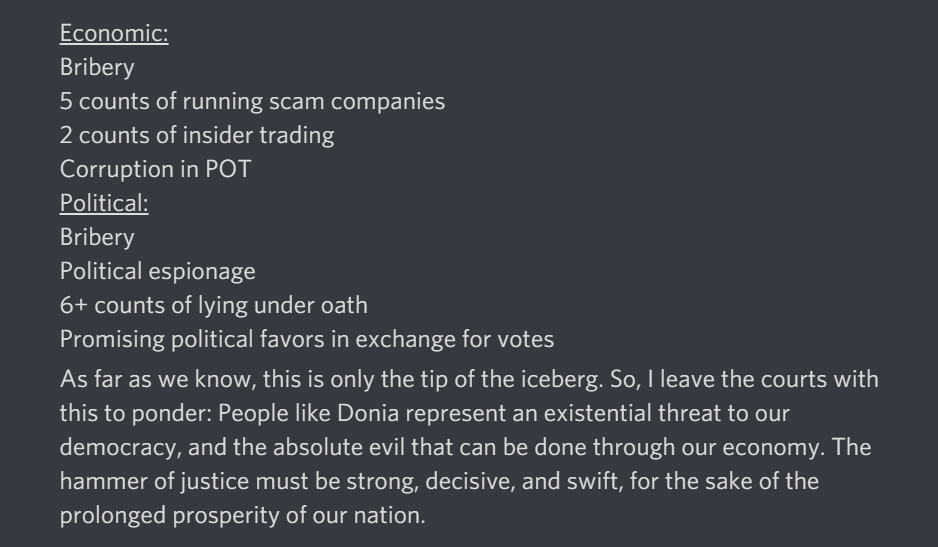 Economic:
Bribery
5 counts of running scam companies
2 counts of insider trading
Corruption in POT
Political:
Bribery
Political espionage
6+ counts of lying under oath
Promising political favors in exchange for votes
As far as we know, this is only the tip of the iceberg. So, I leave the courts with
this to ponder: People like Donia represent an existential threat to our
democracy, and the absolute evil that can be done through our economy. The
hammer of justice must be strong, decisive, and swift, for the sake of the
prolonged prosperity of our nation.